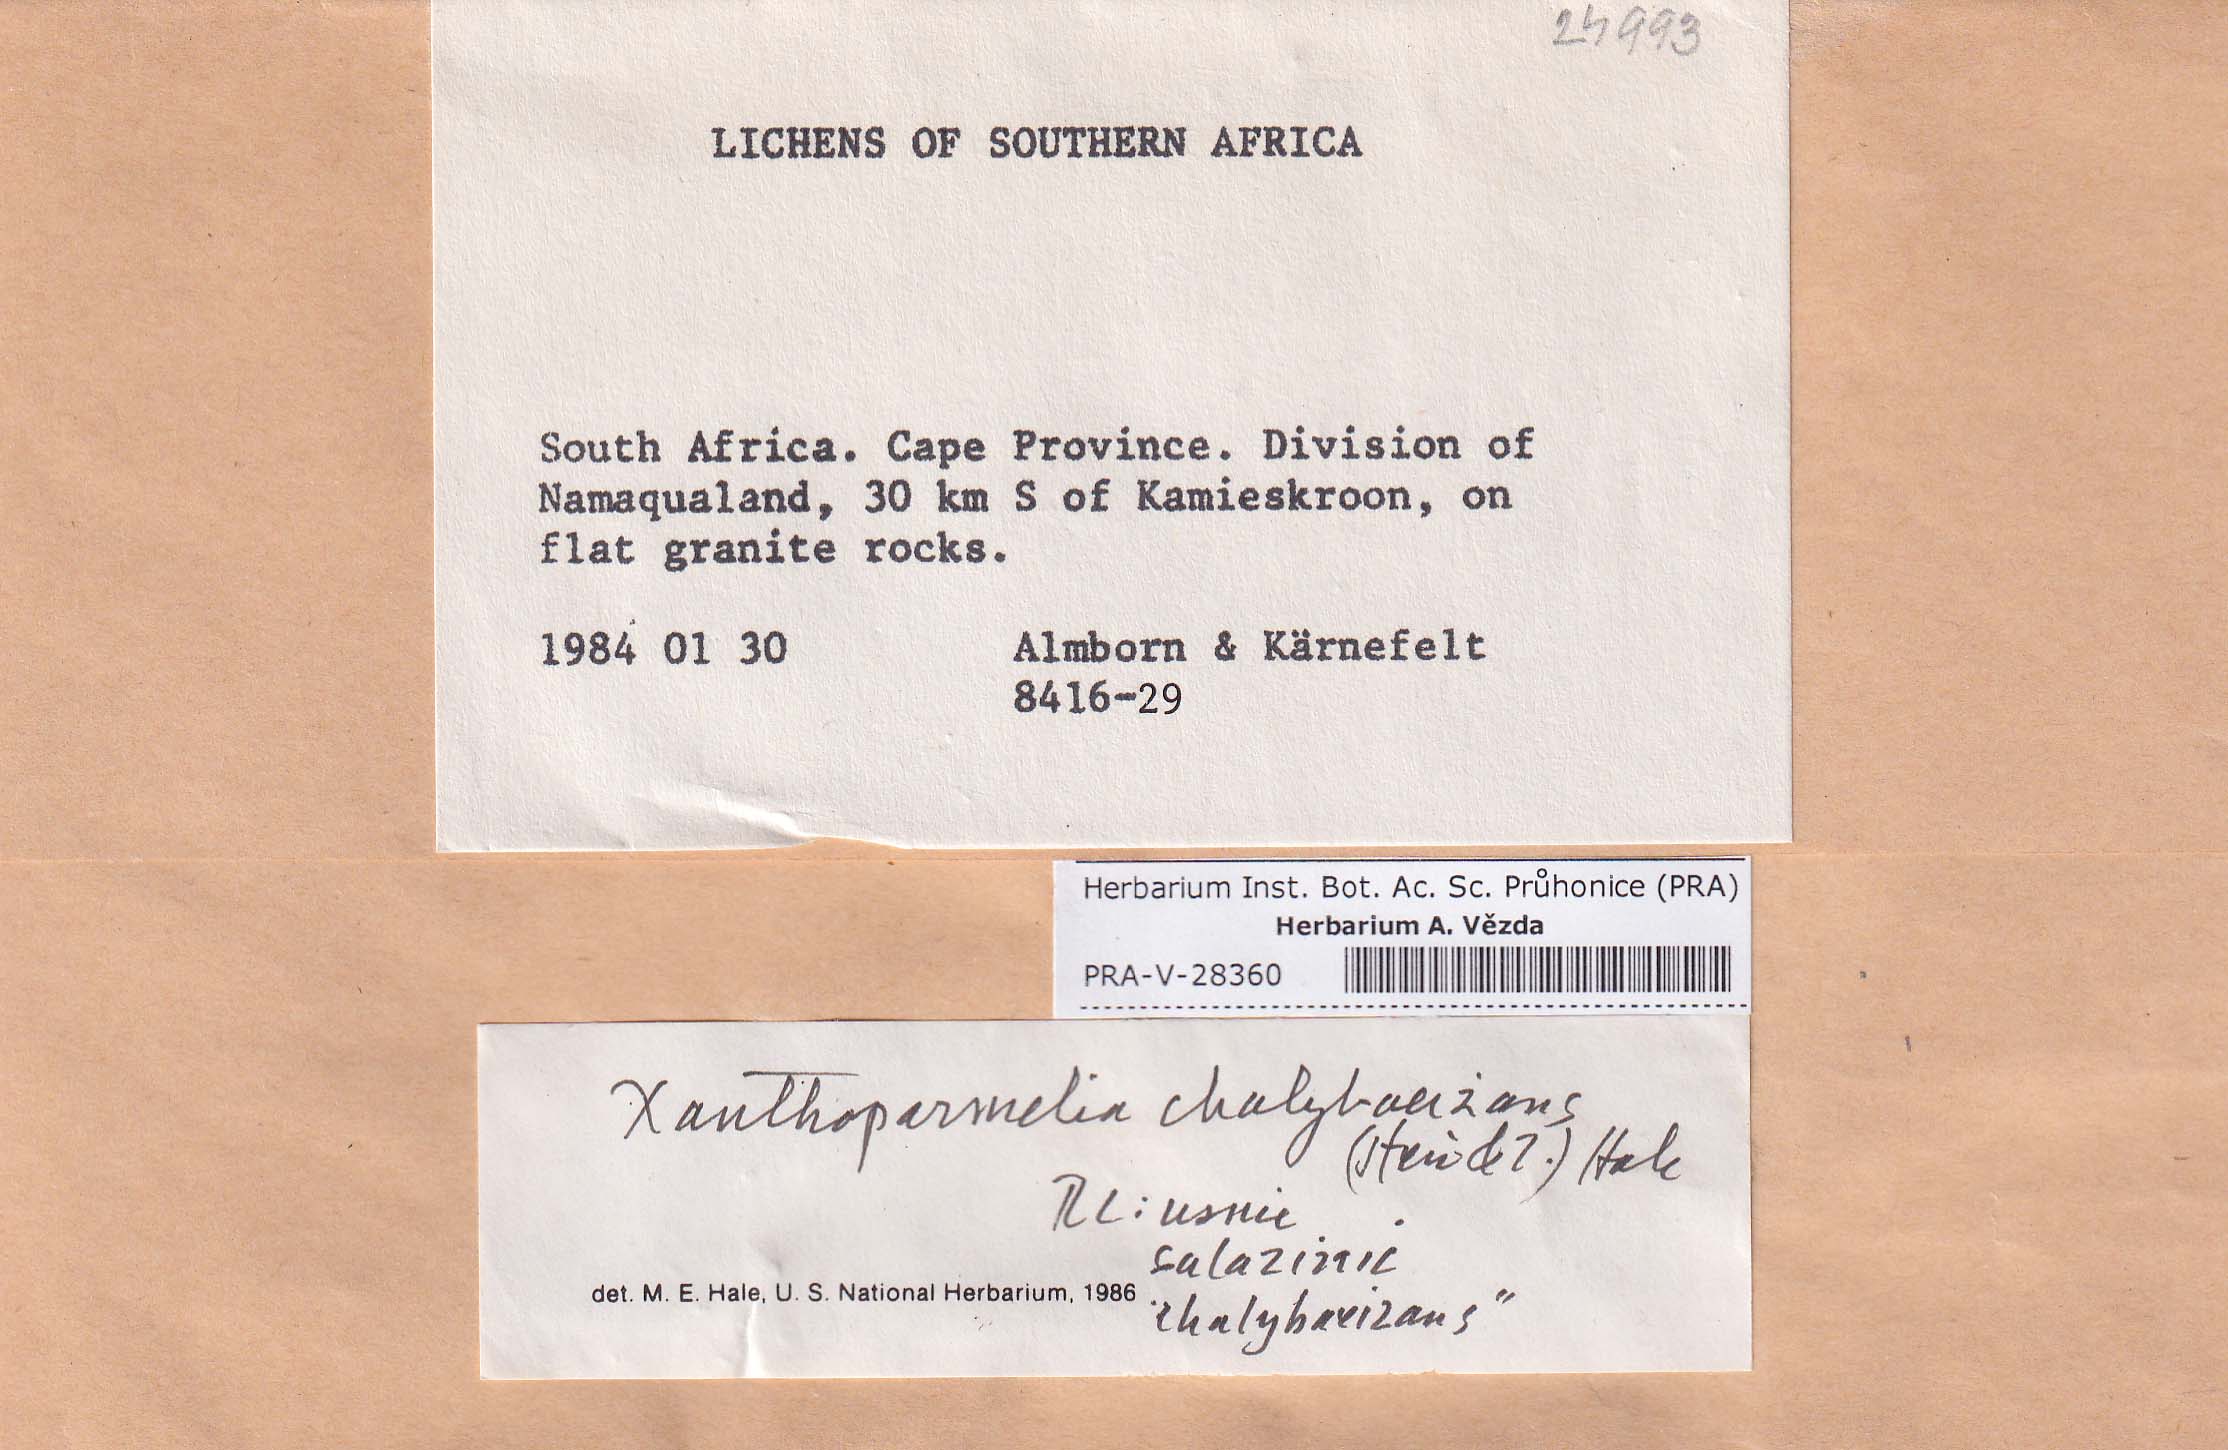 24993
LICHENS OF SOUTHERN AFRICA
South Africa. Cape Province. Division of
Namaqualand, 30 km S of Kamieskroon, on
flat granite rocks.
1984 01 30 Almborn & Kärnefelt
8416-29
Herbarium Inst. Bot. Ac. Sc. Průhonice (PRA)
Herbarium A. Vězda
PRA-V-28360
Xanthoparmelia chalybaeizans
Hale
usnic
salazinic
det. M. E. Hale, U. S. National Herbarium, 1986
"chalybaeizans"